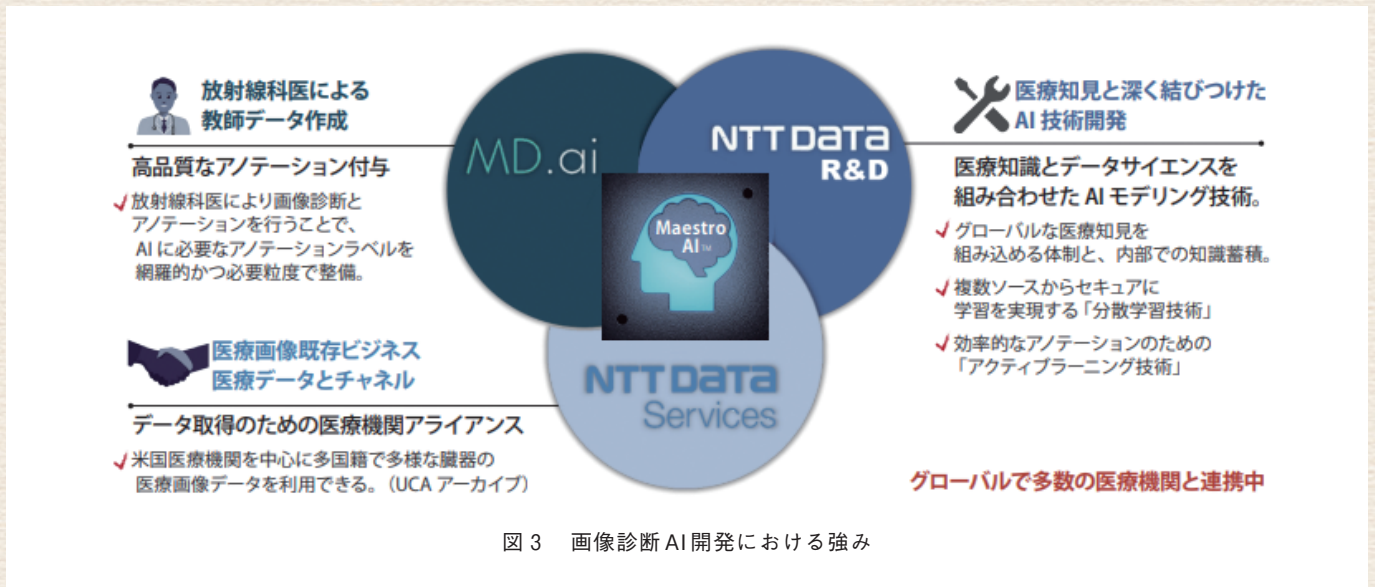 放射線科医による
教師データ作成
高品質なアノテーション付与
放射線科医により画像診断と
アノテーションを行うことで、
AIに必要なアノテーションラベルを
網羅的かつ必要粒度で整備。
医療画像既存ビジネス
医療データとチャネル
データ取得のための医療機関アライアンス
米国医療機関を中心に多国籍で多様な臓器の
医療画像データを利用できる。（UCA アーカイブ）
MD.ai
NTT DATA
R&D
Maestro
AI™
NTT DATA
Services
医療知見と深く結びつけた
AI 技術開発
医療知識とデータサイエンスを
組み合わせた AI モデリング技術。
グローバルな医療知見を
組み込める体制と、内部での知識蓄積。
複数ソースからセキュアに
学習を実現する「分散学習技術」
効率的なアノテーションのための
「アクティブラーニング技術」
グローバルで多数の医療機関と連携中
図 3　画像診断 AI 開発における強み